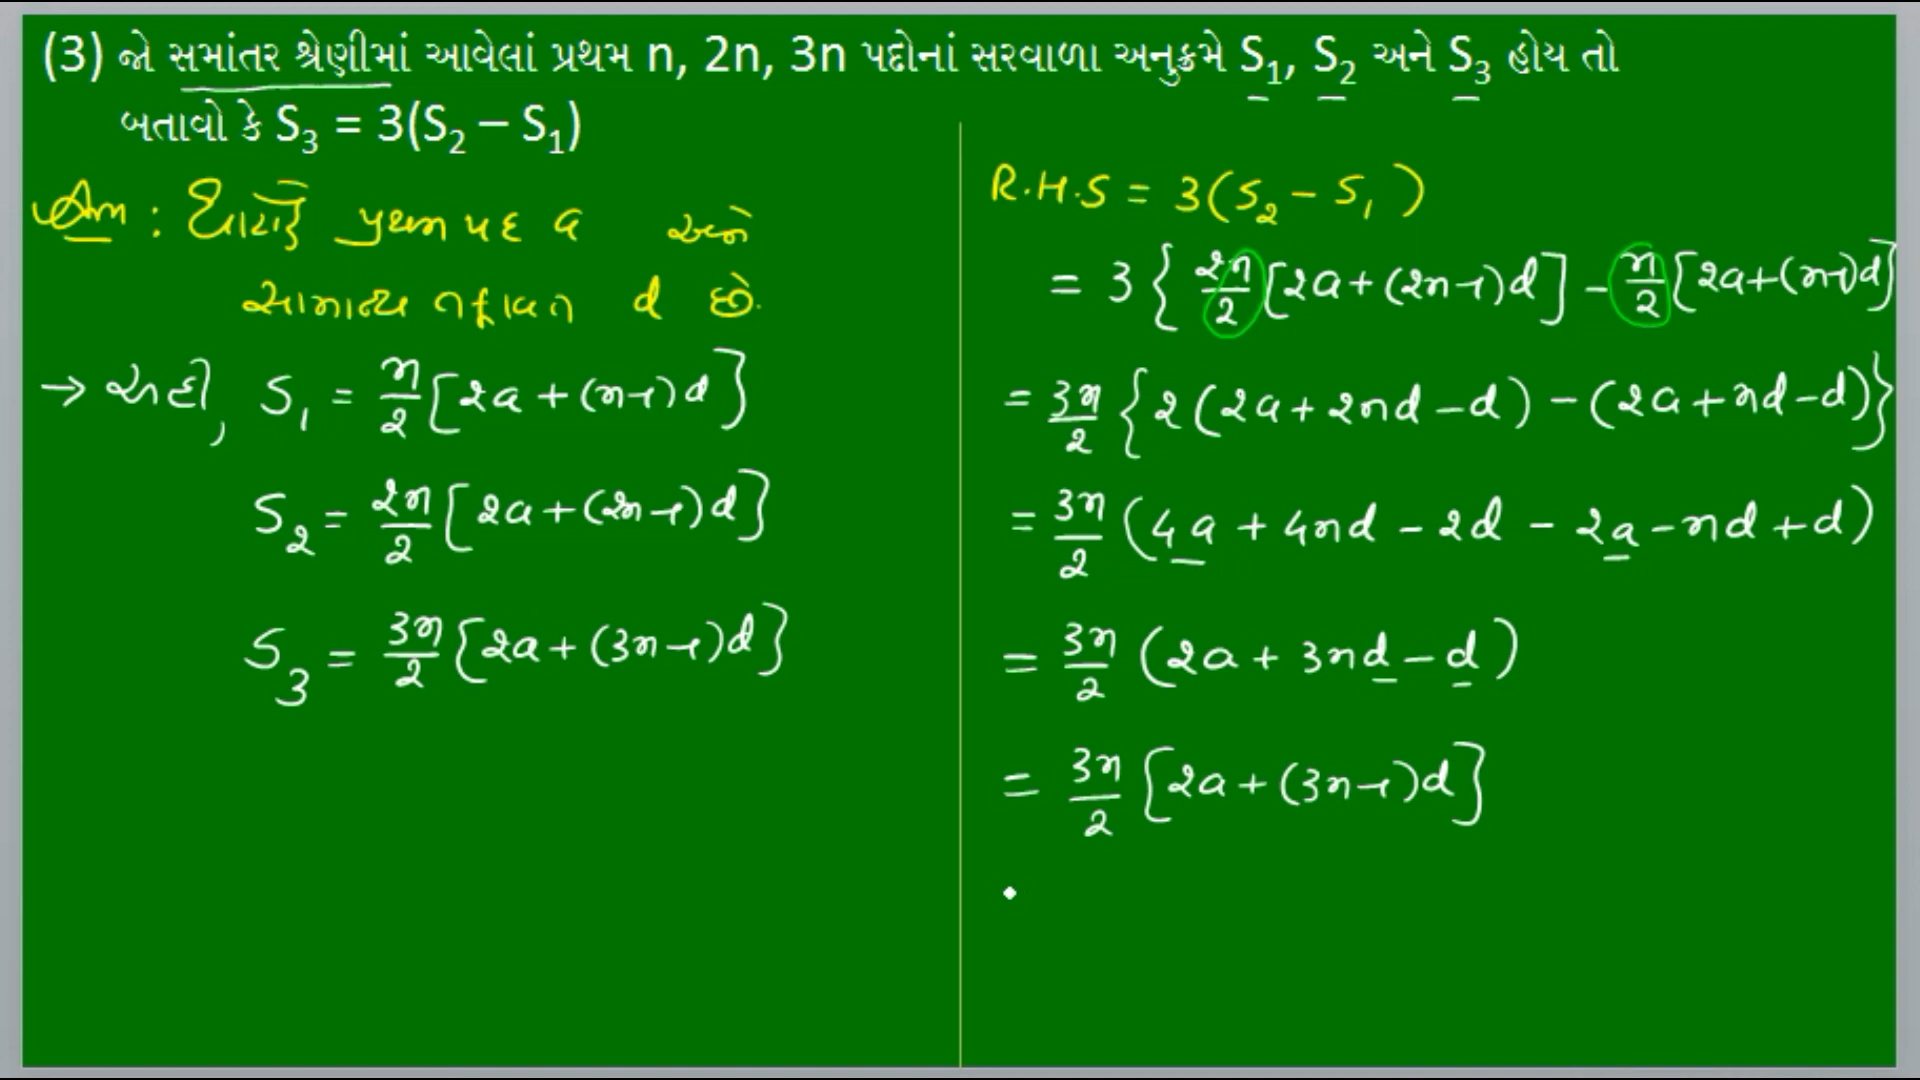 (3) જો સમાંતર શ્રેણીમાં આવેલાં પ્રથમ n, 2n, 3n પદોનાં સરવાળા અનુક્રમે S₁, S₂ અને S₃ હોય તો
બતાવો કે S₃ = 3(S₂ – S₁)
: ધારોકે પ્રથમ પદ a અને
સામાન્ય તફાવત d છે.
→ અહીં, S₁ = n/2 [2a + (n-1)d]
S₂ = 2n/2 [2a + (2n-1)d]
S₃ = 3n/2 [2a + (3n-1)d]
R.H.S = 3(S₂ - S₁)
= 3 { 2n/2 [2a + (2n-1)d] - n/2 [2a + (n-1)d]
= 3n/2 {2(2a + 2nd - d) - (2a + nd - d)}
= 3n/2 (4a + 4nd - 2d - 2a - nd + d)
= 3n/2 (2a + 3nd - d)
= 3n/2 [2a + (3n-1)d]